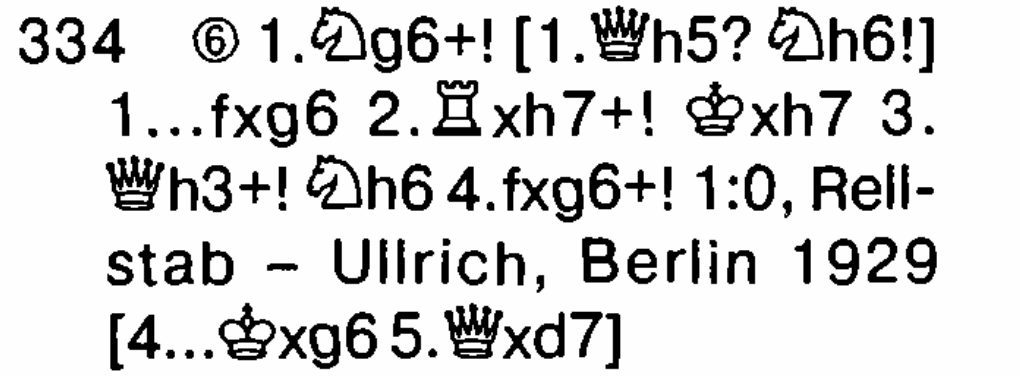 334 ⑥ 1.♘g6+! [1.♕h5? ♘h6!]
1...fxg6 2.♖xh7+! ♔xh7 3.
♕h3+! ♘h6 4.fxg6+! 1:0, Rell-
stab – Ullrich, Berlin 1929
[4...♔xg6 5.♕xd7]